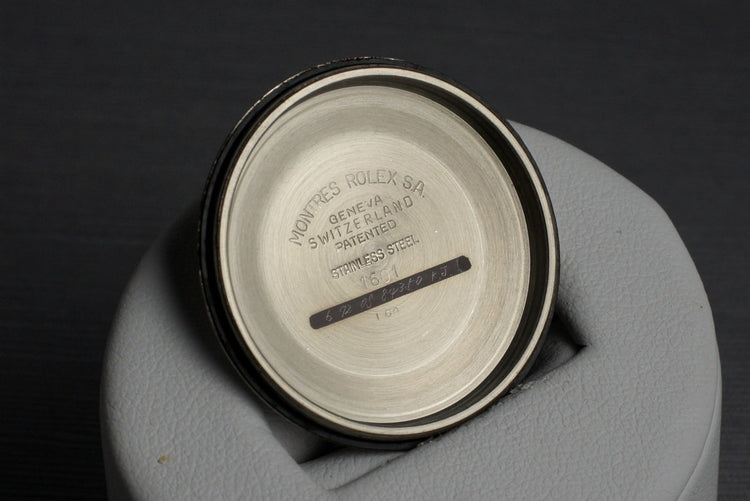 MONTRES ROLEX S.A.
GENEVA
SWITZERLAND
PATENTED
STAINLESS STEEL
1601